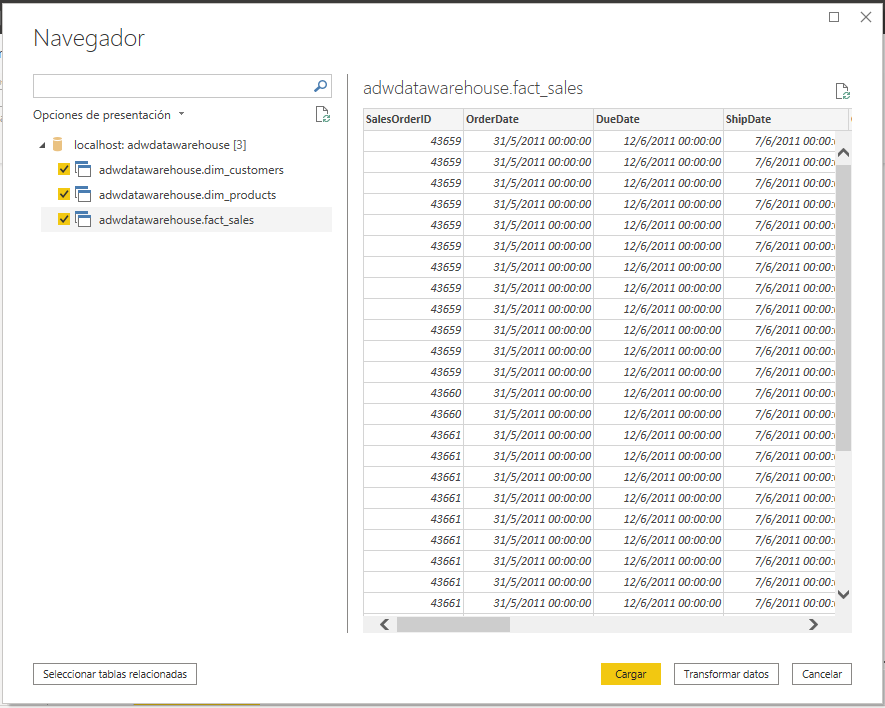 Navegador
Opciones de presentación
localhost: adwdatawarehouse [3]
adwdatawarehouse.dim_customers
adwdatawarehouse.dim_products
adwdatawarehouse.fact_sales
adwdatawarehouse.fact_sales
SalesOrderID OrderDate DueDate ShipDate
43659 31/5/2011 00:00:00 12/6/2011 00:00:00 7/6/2011 00:00:
43659 31/5/2011 00:00:00 12/6/2011 00:00:00 7/6/2011 00:00:
43659 31/5/2011 00:00:00 12/6/2011 00:00:00 7/6/2011 00:00:
43659 31/5/2011 00:00:00 12/6/2011 00:00:00 7/6/2011 00:00:
43659 31/5/2011 00:00:00 12/6/2011 00:00:00 7/6/2011 00:00:
43659 31/5/2011 00:00:00 12/6/2011 00:00:00 7/6/2011 00:00:
43659 31/5/2011 00:00:00 12/6/2011 00:00:00 7/6/2011 00:00:
43659 31/5/2011 00:00:00 12/6/2011 00:00:00 7/6/2011 00:00:
43659 31/5/2011 00:00:00 12/6/2011 00:00:00 7/6/2011 00:00:
43659 31/5/2011 00:00:00 12/6/2011 00:00:00 7/6/2011 00:00:
43659 31/5/2011 00:00:00 12/6/2011 00:00:00 7/6/2011 00:00:
43659 31/5/2011 00:00:00 12/6/2011 00:00:00 7/6/2011 00:00:
43660 31/5/2011 00:00:00 12/6/2011 00:00:00 7/6/2011 00:00:
43660 31/5/2011 00:00:00 12/6/2011 00:00:00 7/6/2011 00:00:
43661 31/5/2011 00:00:00 12/6/2011 00:00:00 7/6/2011 00:00:
43661 31/5/2011 00:00:00 12/6/2011 00:00:00 7/6/2011 00:00:
43661 31/5/2011 00:00:00 12/6/2011 00:00:00 7/6/2011 00:00:
43661 31/5/2011 00:00:00 12/6/2011 00:00:00 7/6/2011 00:00:
43661 31/5/2011 00:00:00 12/6/2011 00:00:00 7/6/2011 00:00:
43661 31/5/2011 00:00:00 12/6/2011 00:00:00 7/6/2011 00:00:
43661 31/5/2011 00:00:00 12/6/2011 00:00:00 7/6/2011 00:00:
43661 31/5/2011 00:00:00 12/6/2011 00:00:00 7/6/2011 00:00:
43661 31/5/2011 00:00:00 12/6/2011 00:00:00 7/6/2011 00:00:
Seleccionar tablas relacionadas
Cargar
Transformar datos
Cancelar